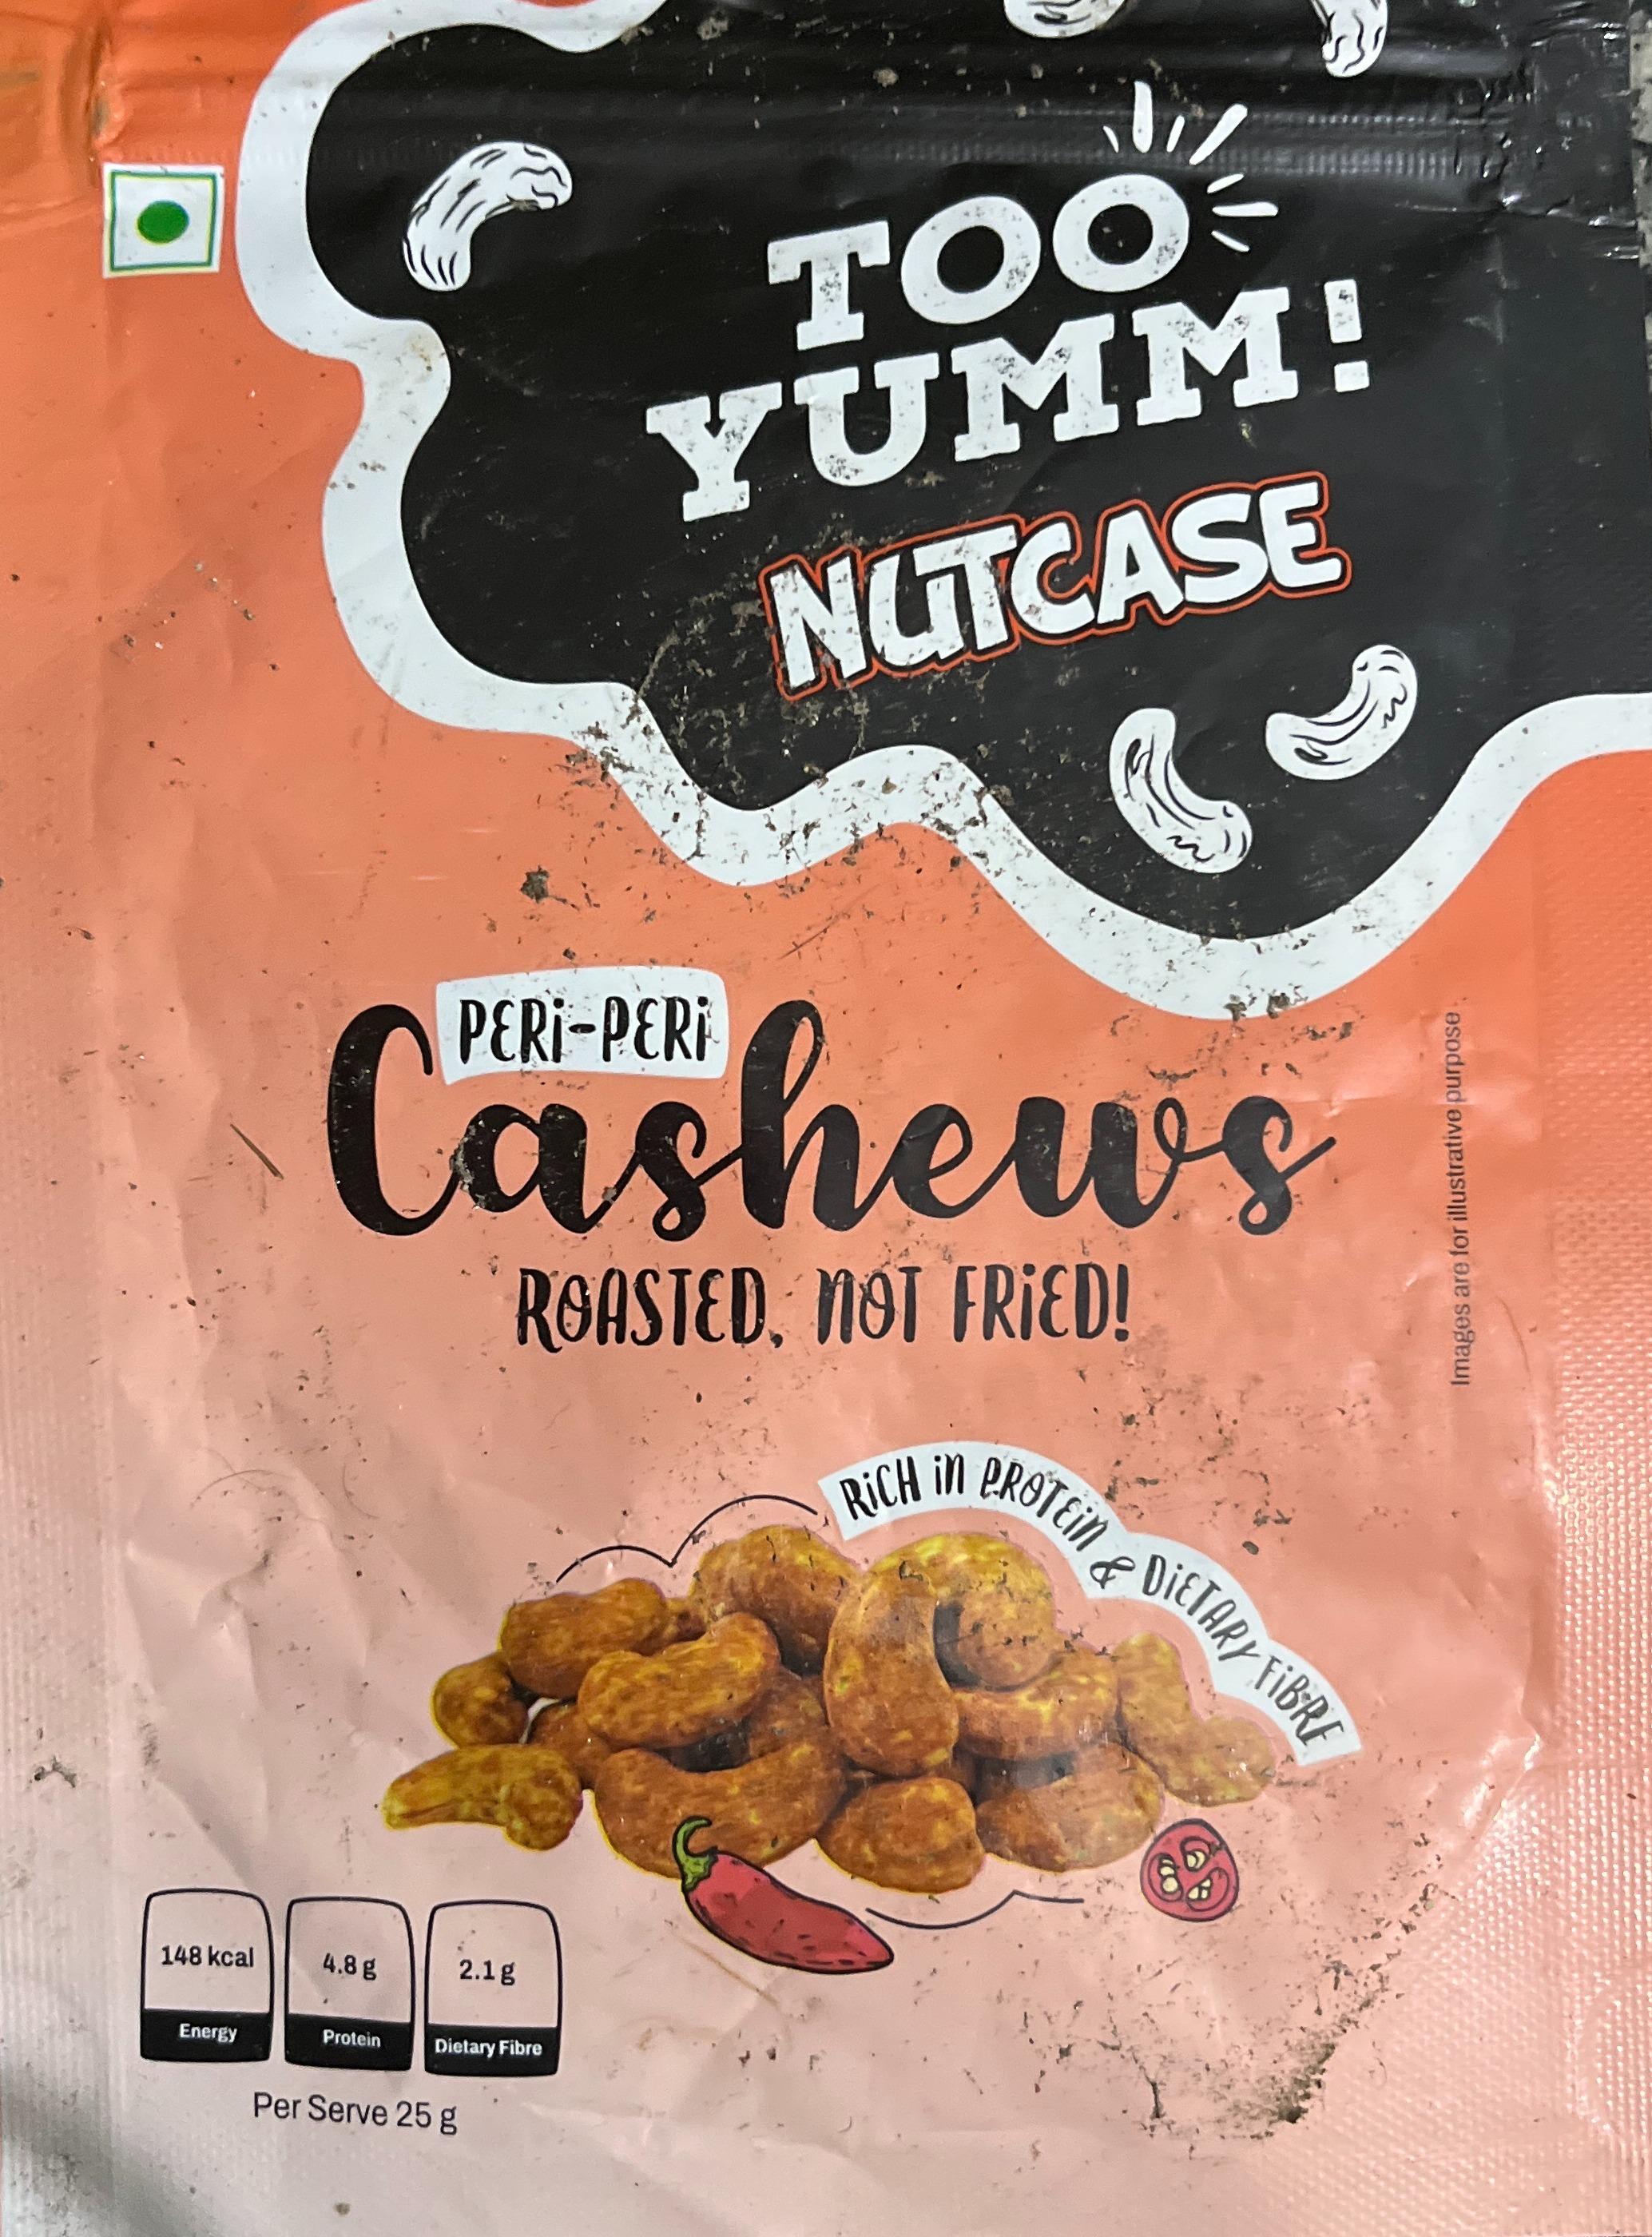 TOO
YUMM!
NUTCASE
PERi-PERi
Cashews
ROASTED, NOT FRiED!
Images are for illustrative purpose
RiCH in PROTEiN & DiETARY FiBRE
148 kcal
Energy
4.8 g
Protein
2.1 g
Dietary Fibre
Per Serve 25 g